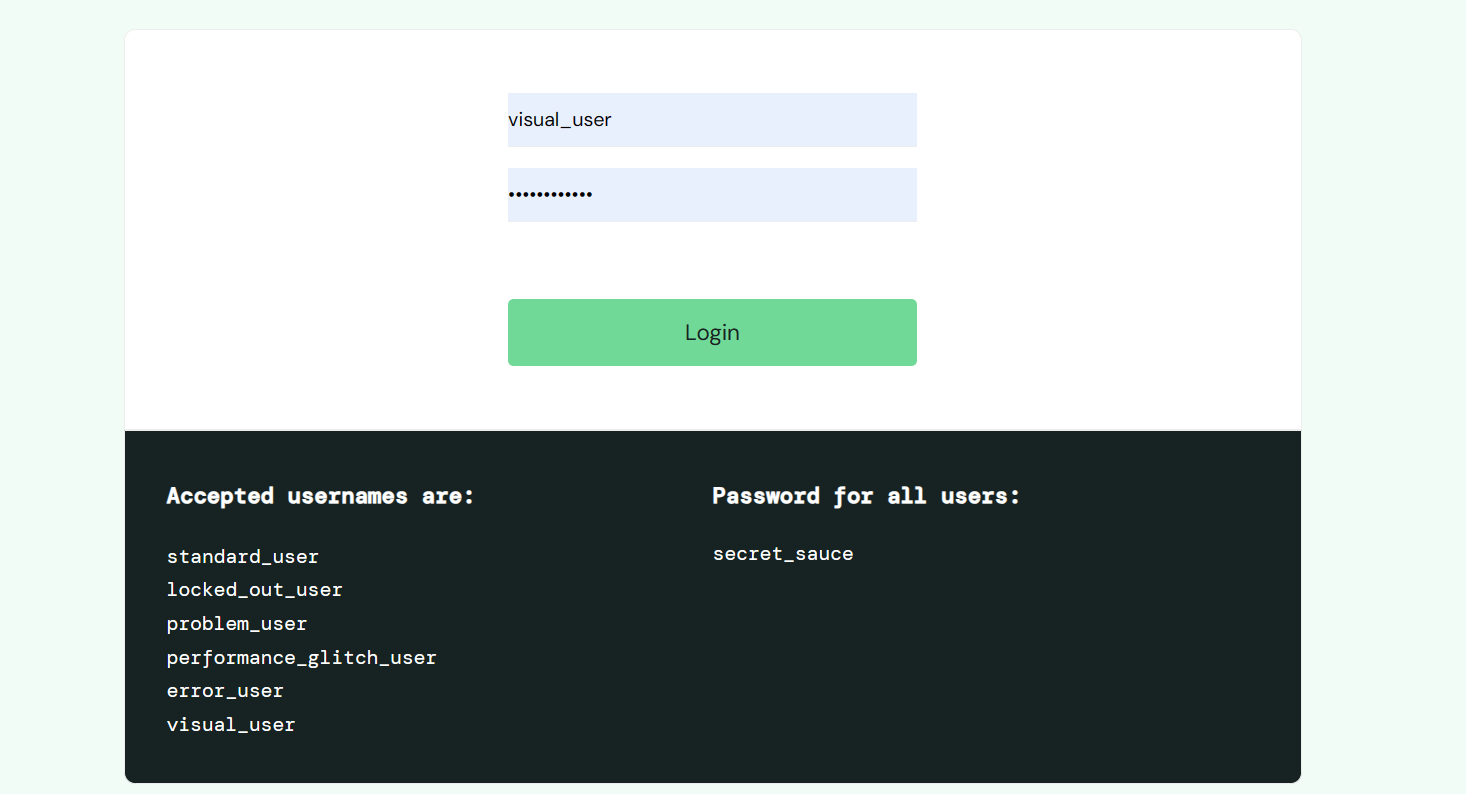 visual_user
••••••••••••
Login
Accepted usernames are:
standard_user
locked_out_user
problem_user
performance_glitch_user
error_user
visual_user
Password for all users:
secret_sauce